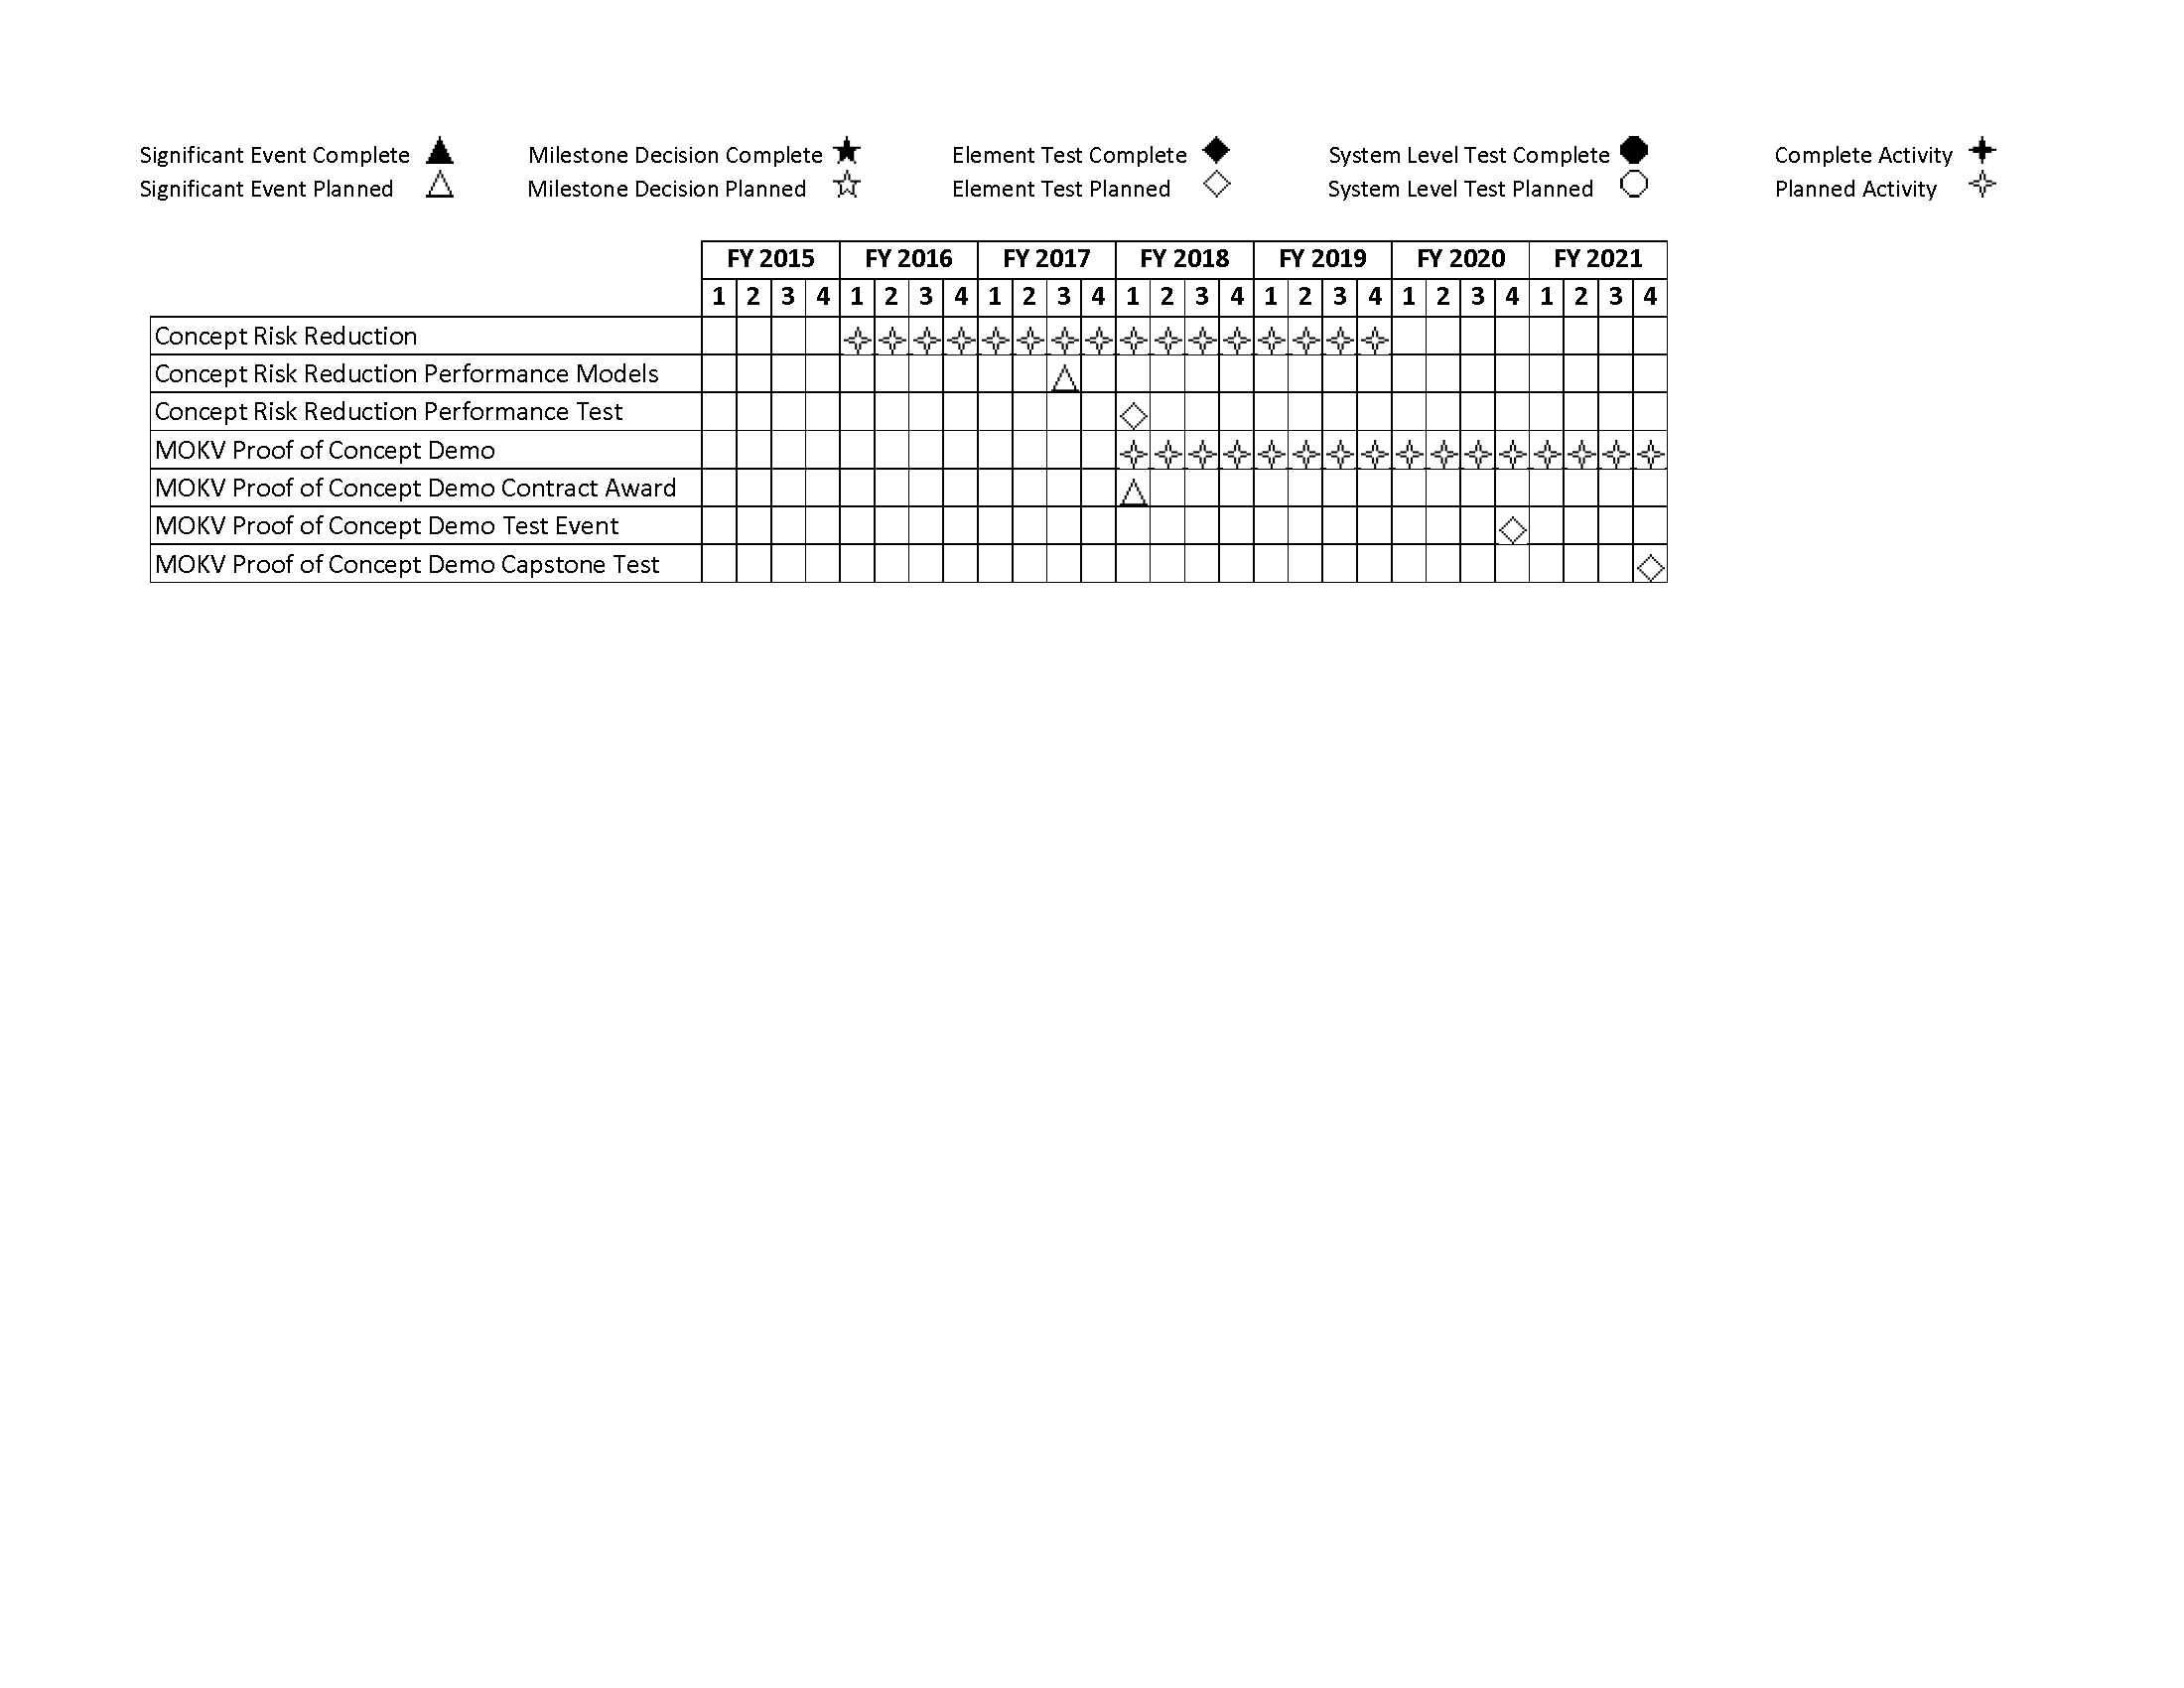 Significant Event Complete Milestone Decision Complete Element Test Complete System Level Test Complete Complete Activity
Significant Event Planned Milestone Decision Planned Element Test Planned System Level Test Planned Planned Activity
FY 2015 FY 2016 FY 2017 FY 2018 FY 2019 FY 2020 FY 2021
1 2 3 4 1 2 3 4 1 2 3 4 1 2 3 4 1 2 3 4 1 2 3 4 1 2 3 4
Concept Risk Reduction
Concept Risk Reduction Performance Models
Concept Risk Reduction Performance Test
MOKV Proof of Concept Demo
MOKV Proof of Concept Demo Contract Award
MOKV Proof of Concept Demo Test Event
MOKV Proof of Concept Demo Capstone Test